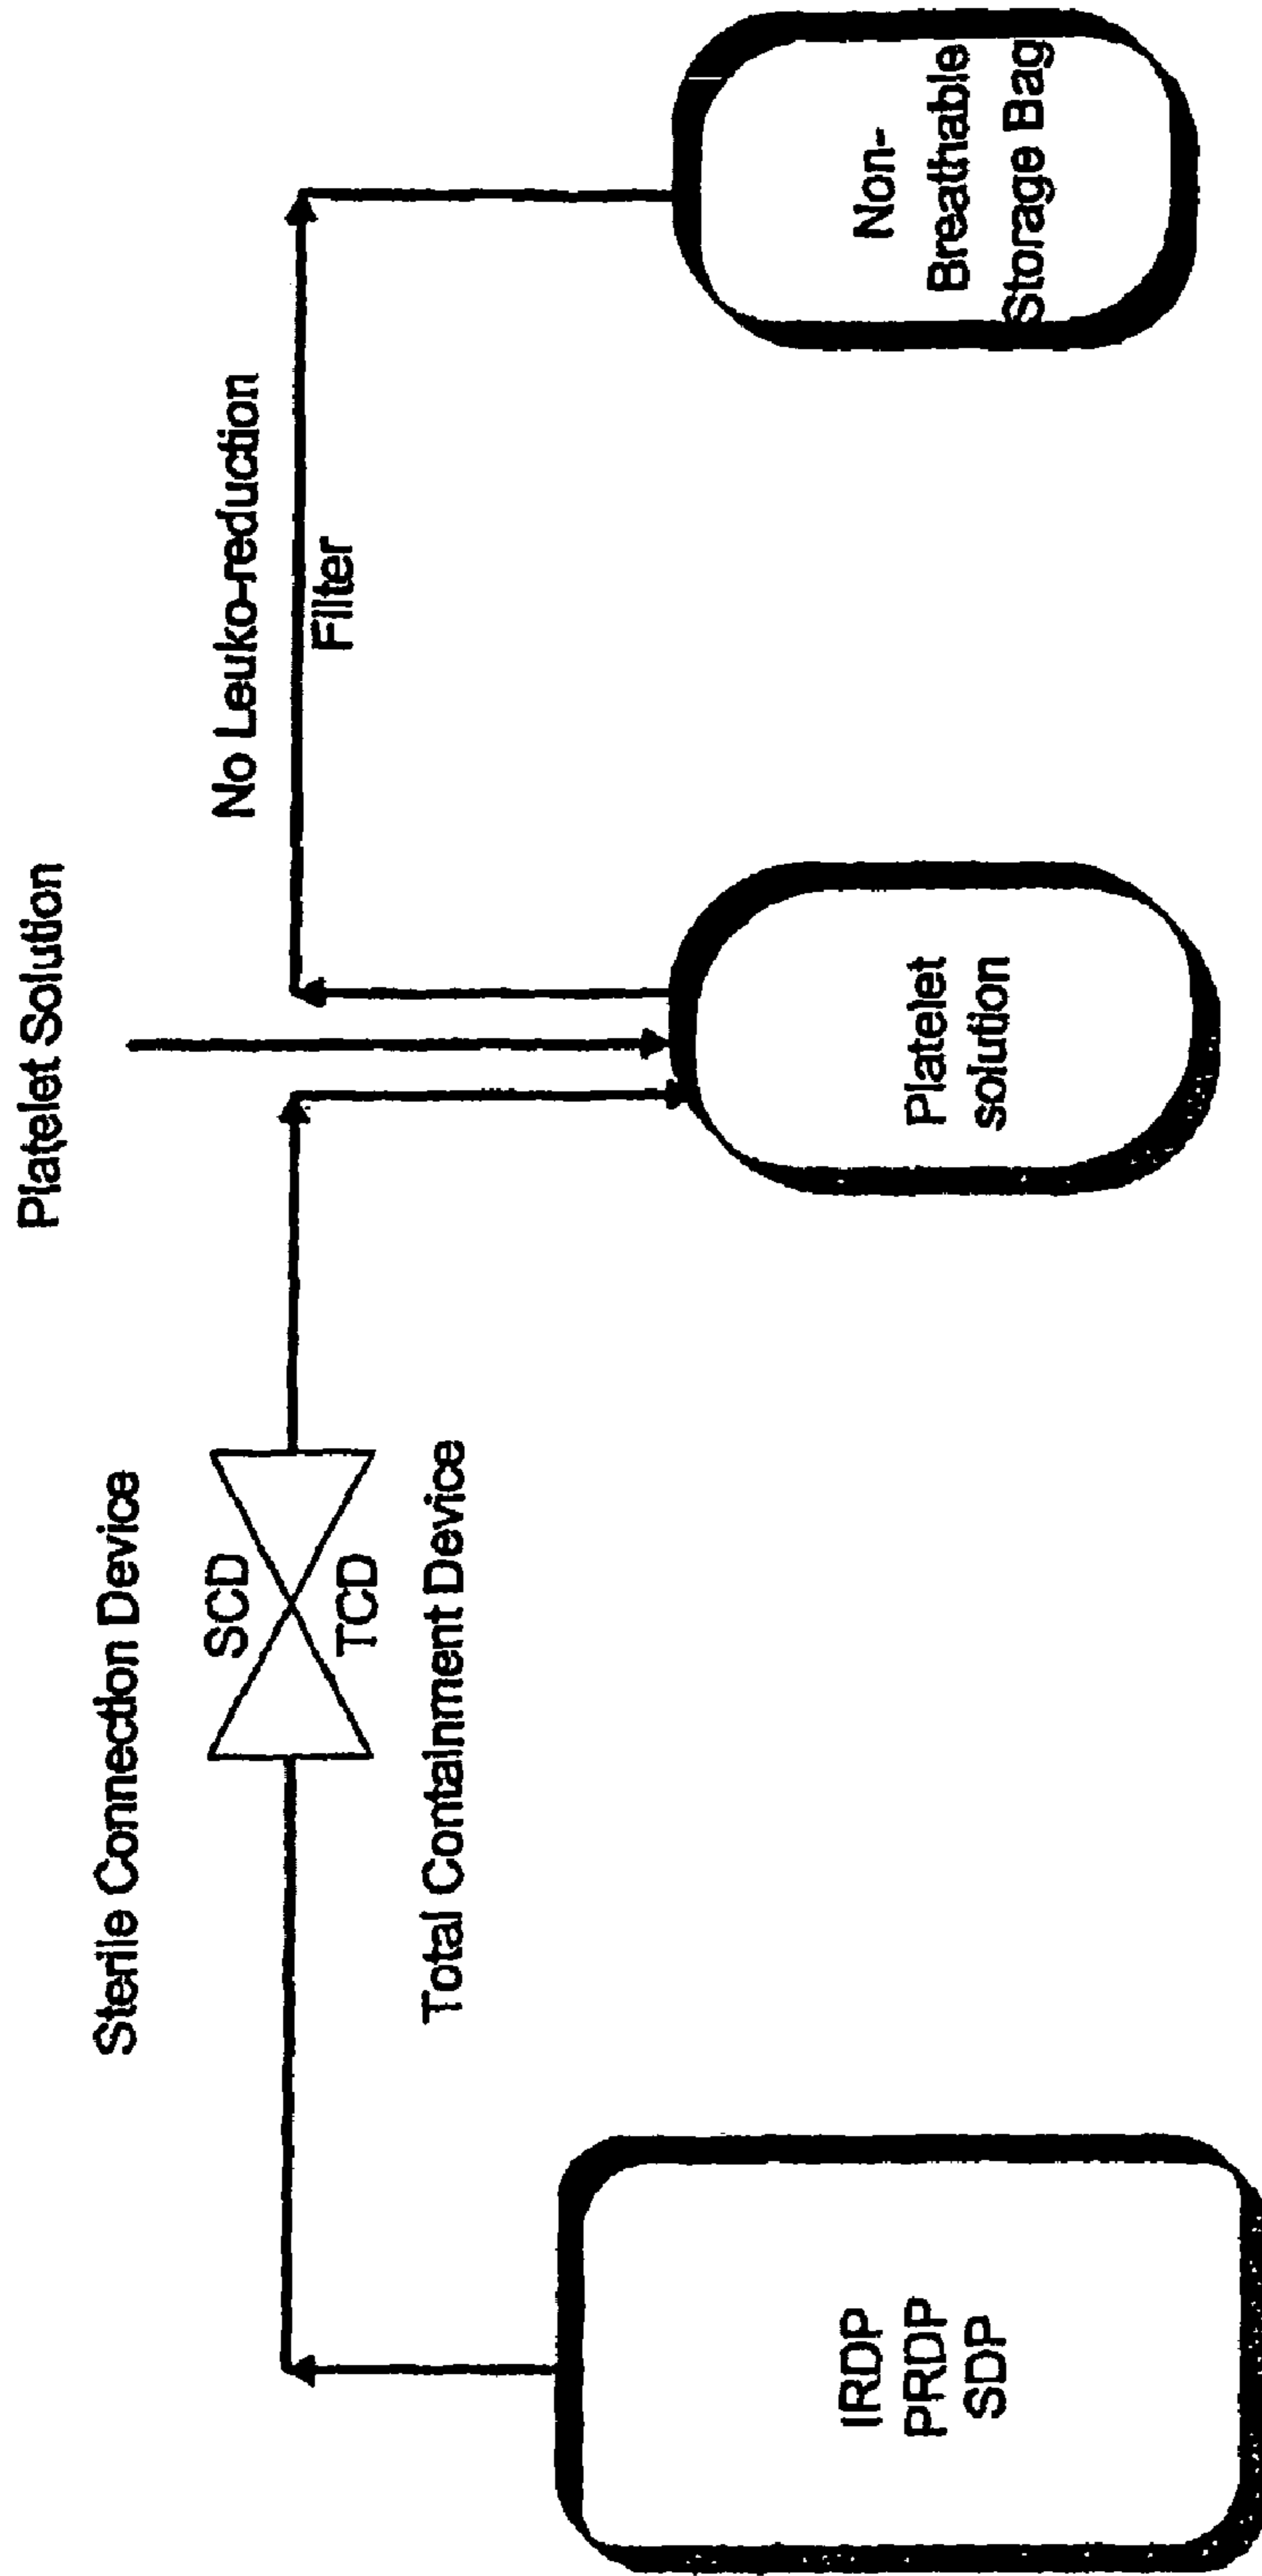 Platelet Solution
Sterile Connection Device
SCD
TCD
Total Containment Device
No Leuko-reduction
Filter
IRDP
PRDP
SDP
Platelet
solution
Non-
Breathable
Storage Bag